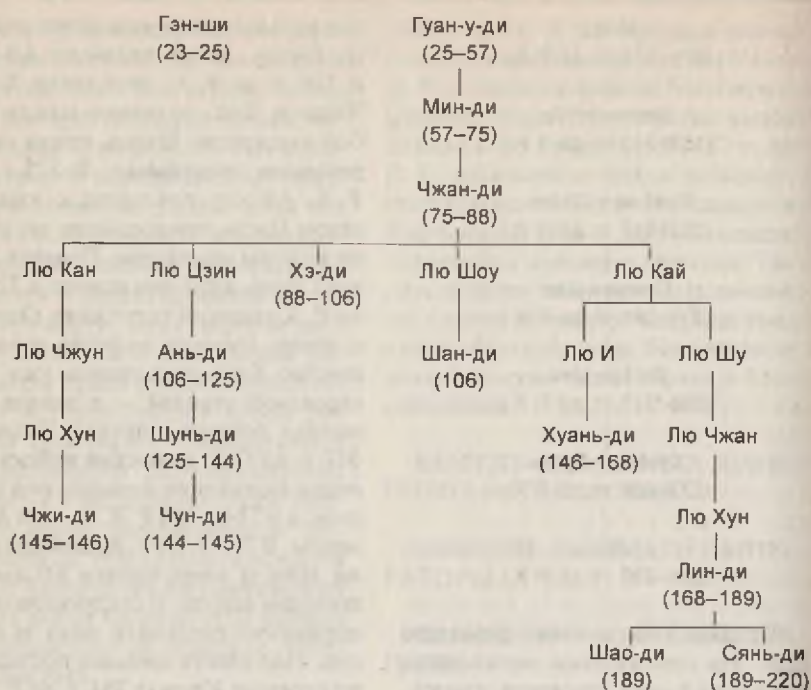 Гэн-ши Гуан-у-ди
(23–25) (25–57)
Мин-ди
(57–75)
Чжан-ди
(75–88)
Лю Кан Лю Цзин Хэ-ди Лю Шоу Лю Кай
(88–106)
Лю Чжун Ань-ди Шан-ди Лю И Лю Шу
(106–125) (106)
Лю Хун Шунь-ди Хуань-ди Лю Чжан
(125–144) (146–168)
Чжи-ди Чун-ди Лю Хун
(145–146) (144–145)
Лин-ди
(168–189)
Шао-ди Сянь-ди
(189) (189–220)